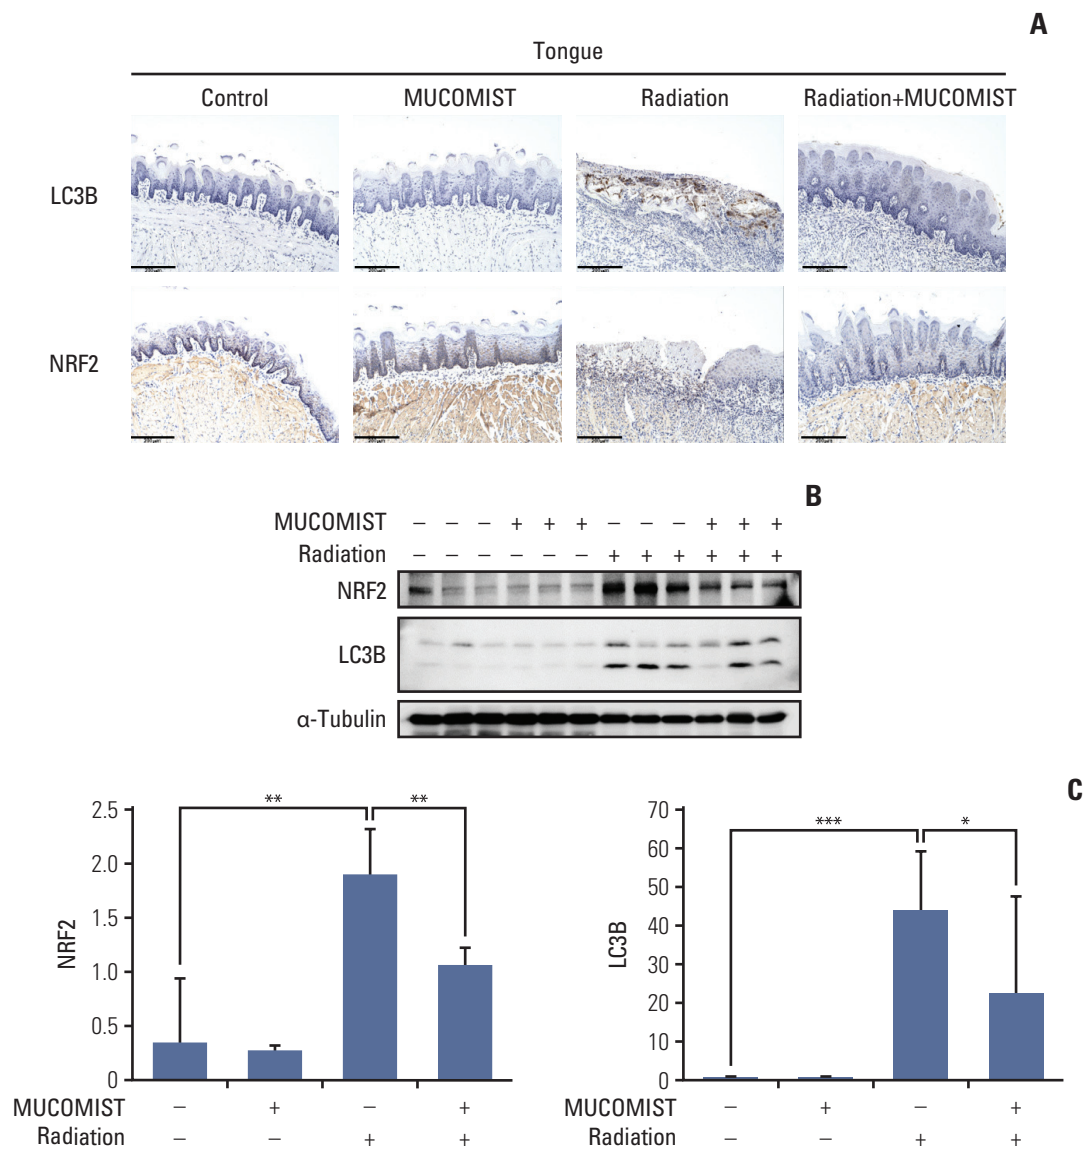 A
Tongue
Control MUCOMIST Radiation Radiation+MUCOMIST
LC3B
NRF2
B
MUCOMIST − − − + + + − − − + + +
Radiation − − − − − − + + + + + +
NRF2
LC3B
α-Tubulin
C
** **
2.5
2.0
1.5
1.0
0.5
0
NRF2
MUCOMIST − + − +
Radiation − − + +
*** *
70
60
50
40
30
20
10
0
LC3B
MUCOMIST − + − +
Radiation − − + +